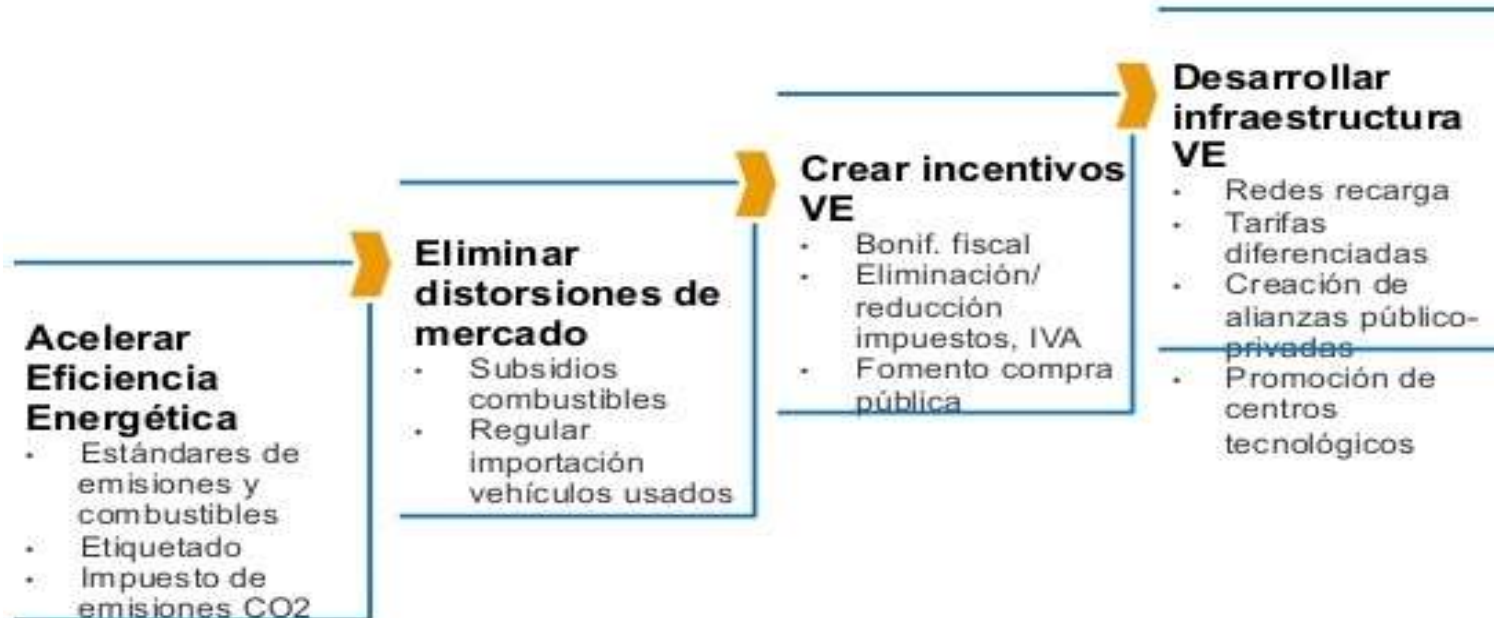 Acelerar
Eficiencia
Energética
• Estándares de
emisiones y
combustibles
• Etiquetado
• Impuesto de
emisiones CO2
Eliminar
distorsiones de
mercado
• Subsidios
combustibles
• Regular
importación
vehículos usados
Crear incentivos
VE
• Bonif. fiscal
• Eliminación/
reducción
impuestos, IVA
• Fomento compra
pública
Desarrollar
infraestructura
VE
• Redes recarga
• Tarifas
diferenciadas
• Creación de
alianzas público-
privadas
• Promoción de
centros
tecnológicos